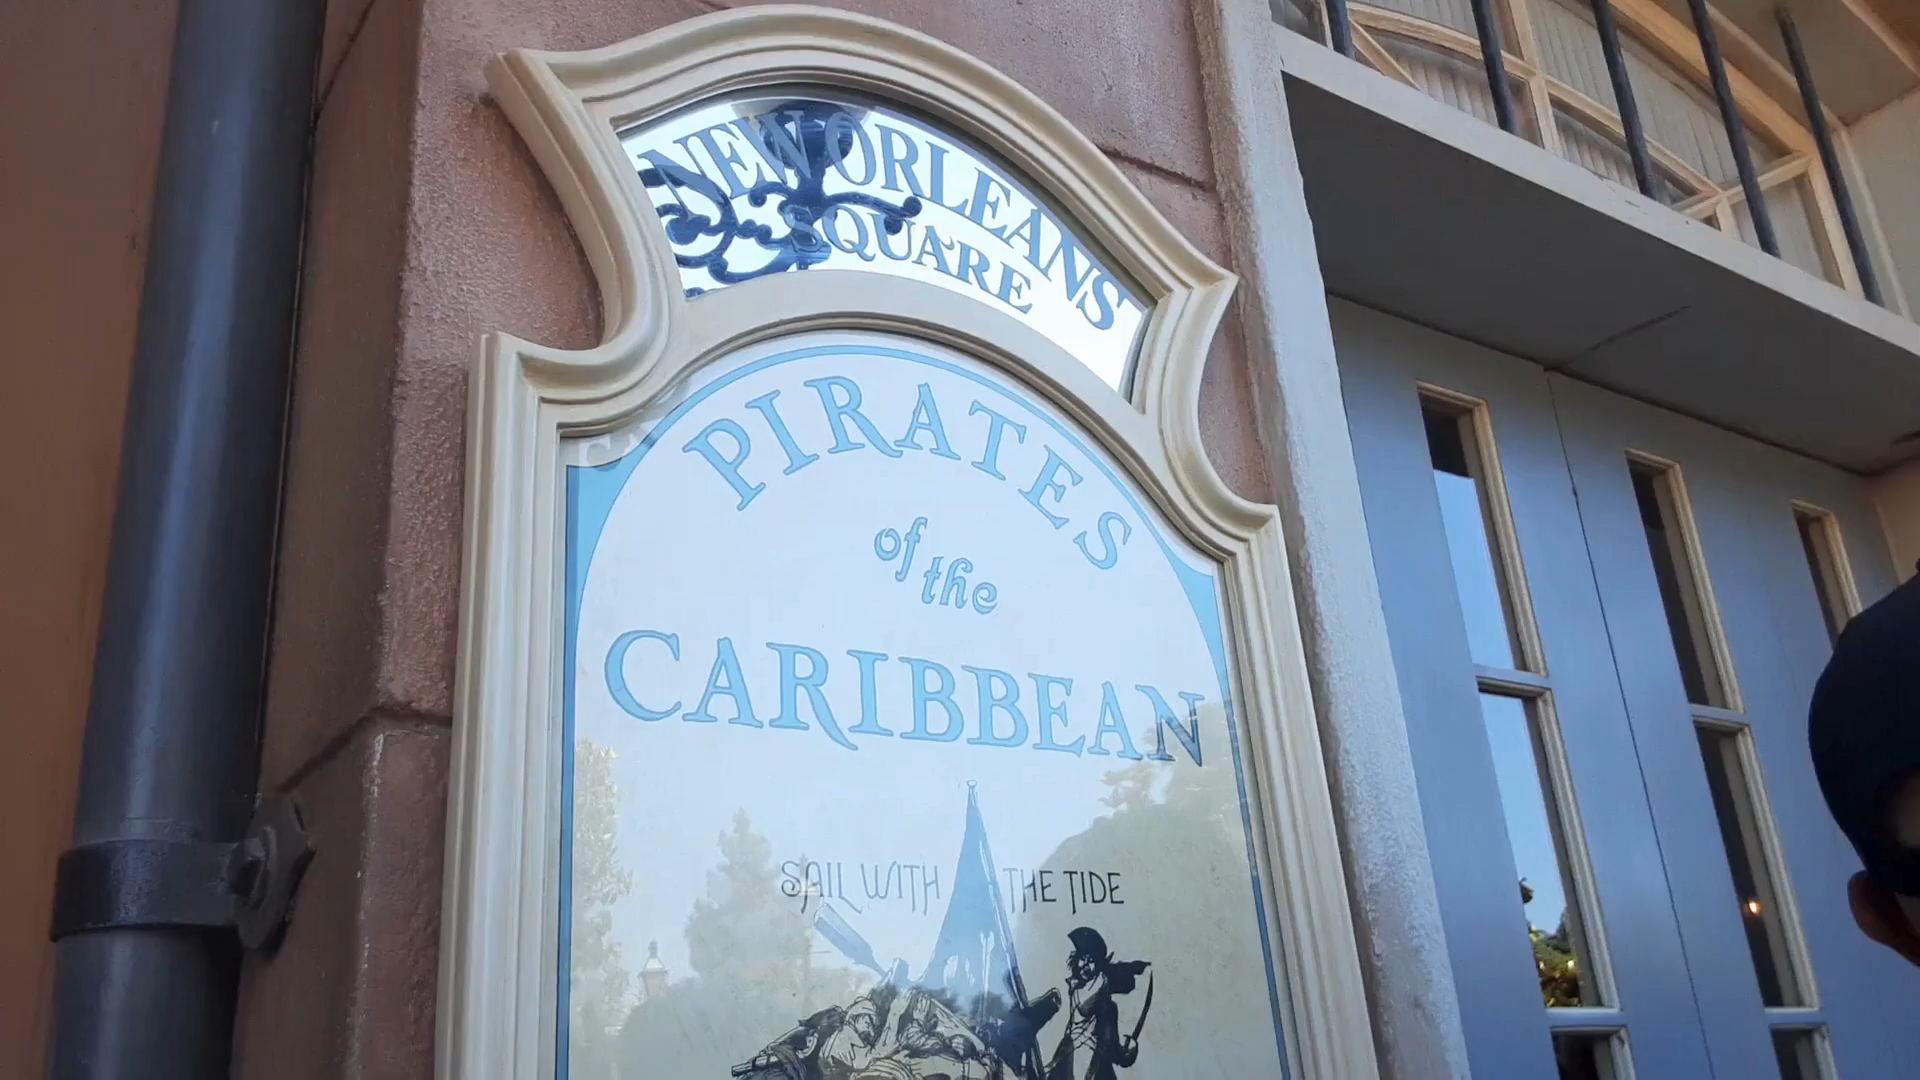 NEW ORLEANS
SQUARE
PIRATES
of the
CARIBBEAN
SAIL WITH THE TIDE